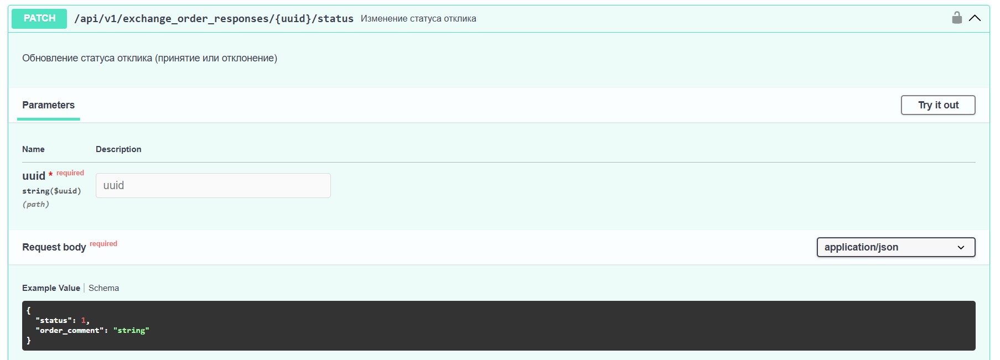 PATCH /api/v1/exchange_order_responses/{uuid}/status Изменение статуса отклика
Обновление статуса отклика (принятие или отклонение)
Parameters
Try it out
Name Description
uuid * required
string($uuid)
(path)
uuid
Request body required
application/json
Example Value | Schema
{
  "status": 1,
  "order_comment": "string"
}